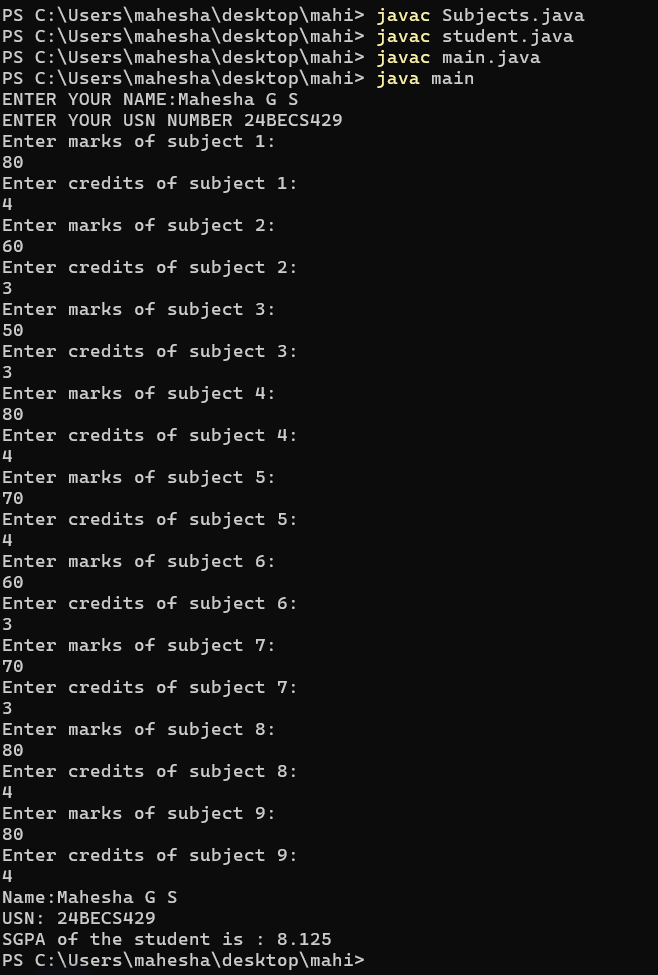 PS C:\Users\mahesha\desktop\mahi> javac Subjects.java
PS C:\Users\mahesha\desktop\mahi> javac student.java
PS C:\Users\mahesha\desktop\mahi> javac main.java
PS C:\Users\mahesha\desktop\mahi> java main
ENTER YOUR NAME:Mahesha G S
ENTER YOUR USN NUMBER 24BECS429
Enter marks of subject 1:
80
Enter credits of subject 1:
4
Enter marks of subject 2:
60
Enter credits of subject 2:
3
Enter marks of subject 3:
50
Enter credits of subject 3:
3
Enter marks of subject 4:
80
Enter credits of subject 4:
4
Enter marks of subject 5:
70
Enter credits of subject 5:
4
Enter marks of subject 6:
60
Enter credits of subject 6:
3
Enter marks of subject 7:
70
Enter credits of subject 7:
3
Enter marks of subject 8:
80
Enter credits of subject 8:
4
Enter marks of subject 9:
80
Enter credits of subject 9:
4
Name:Mahesha G S
USN: 24BECS429
SGPA of the student is : 8.125
PS C:\Users\mahesha\desktop\mahi>